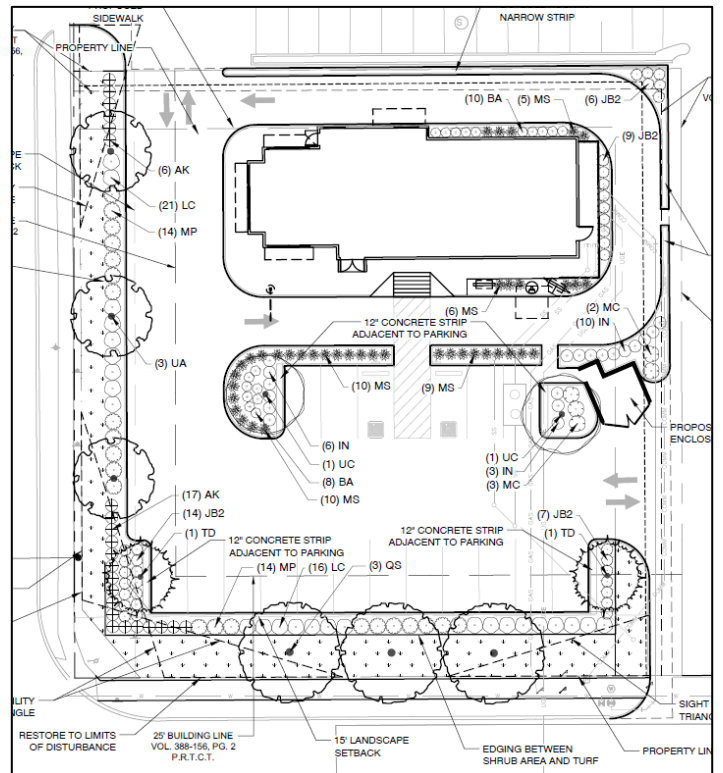 SIDEWALK
NARROW STRIP
PROPERTY LINE
(10) BA
(5) MS
(6) JB2
(9) JB2
(6) AK
(21) LC
(14) MP
(6) MS
(2) MC
(10) IN
12" CONCRETE STRIP
ADJACENT TO PARKING
(3) UA
(10) MS
(9) MS
PROPOS
ENCLOS
(6) IN
(1) UC
(8) BA
(10) MS
(1) UC
(3) IN
(3) MC
(17) AK
(14) JB2
(1) TD
12" CONCRETE STRIP
ADJACENT TO PARKING
12" CONCRETE STRIP
ADJACENT TO PARKING
(7) JB2
(1) TD
(14) MP
(16) LC
(3) QS
ILITY
NGLE
SIGHT
TRIANG
RESTORE TO LIMITS
OF DISTURBANCE
25' BUILDING LINE
VOL. 388-156, PG. 2
P.R.T.C.T.
15' LANDSCAPE
SETBACK
EDGING BETWEEN
SHRUB AREA AND TURF
PROPERTY LIN